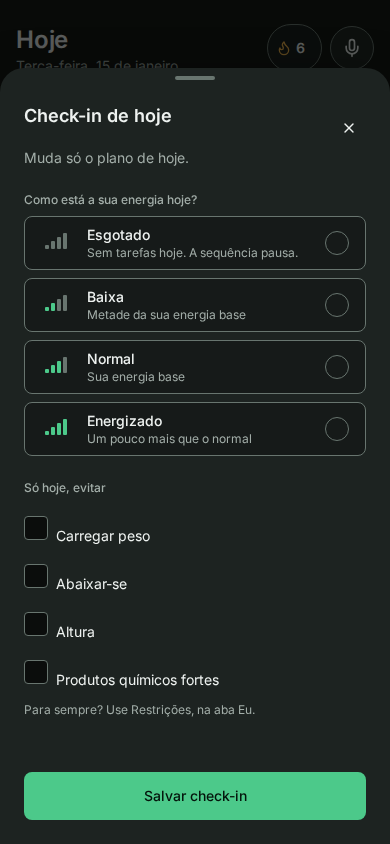 Hoje
6
Terça-feira, 15 de janeiro
Check-in de hoje
Muda só o plano de hoje.
Como está a sua energia hoje?
Esgotado
Sem tarefas hoje. A sequência pausa.
Baixa
Metade da sua energia base
Normal
Sua energia base
Energizado
Um pouco mais que o normal
Só hoje, evitar
Carregar peso
Abaixar-se
Altura
Produtos químicos fortes
Para sempre? Use Restrições, na aba Eu.
Salvar check-in